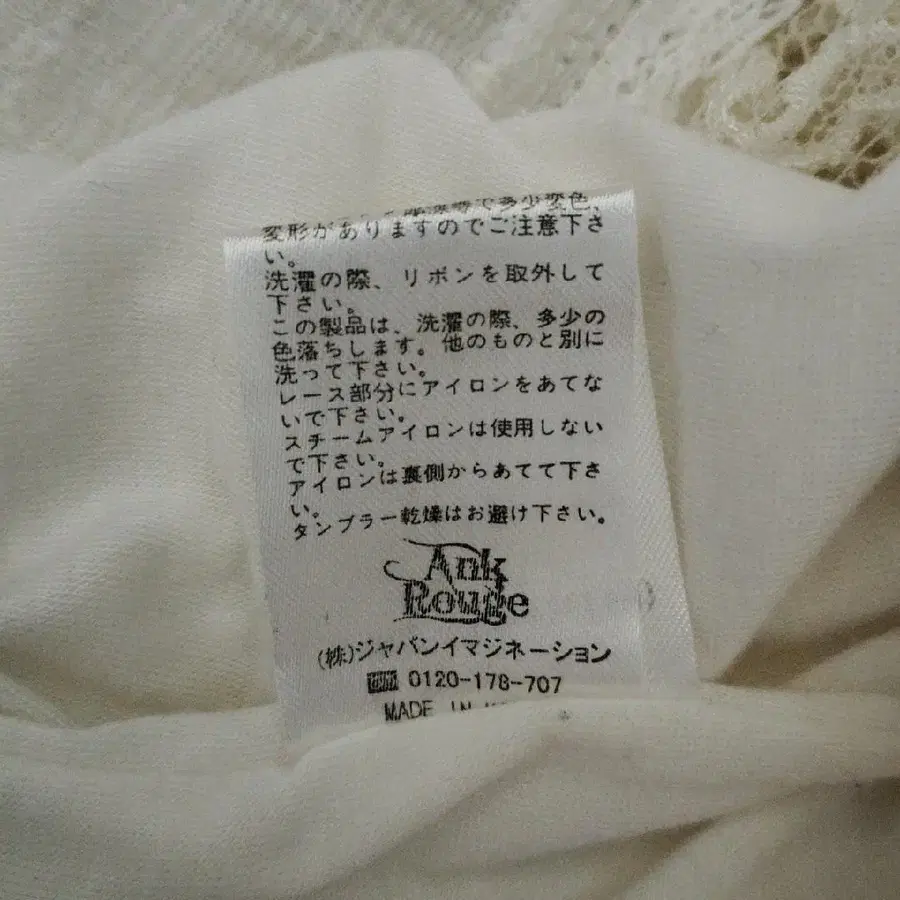 で多少変色、
変形がありますのでご注意下さ
い。
洗濯の際、リボンを取外して
下さい。
この製品は、洗濯の際、多少の
色落ちします。他のものと別に
洗って下さい。
レース部分にアイロンをあてな
いで下さい。
スチームアイロンは使用しない
で下さい。
アイロンは裏側からあてて下さ
い。
タンブラー乾燥はお避け下さい。
Ank
Rouge
(株)ジャパンイマジネーション
0120-178-707
MADE IN